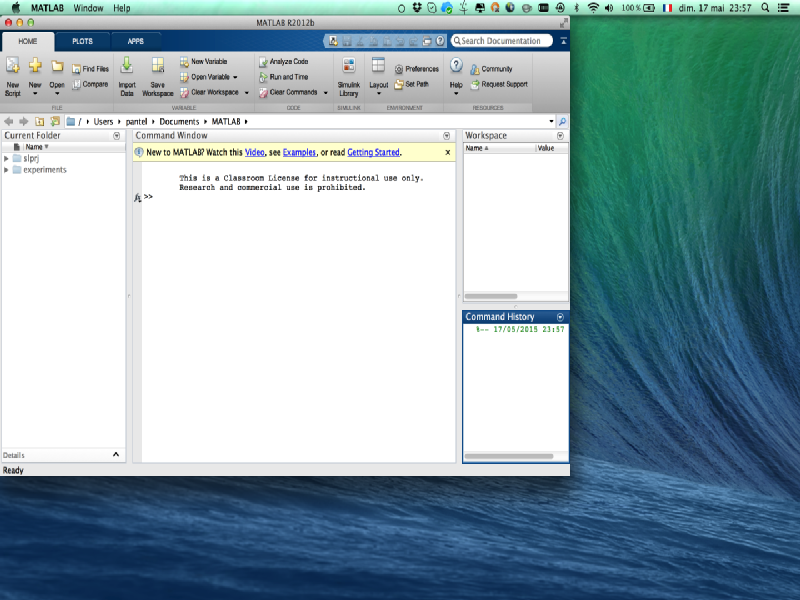 MATLAB Window Help 100 % dim. 17 mai 23:57
MATLAB R2012b
HOME PLOTS APPS Search Documentation
New Script New Open Find Files Compare Import Data Save Workspace New Variable Open Variable Clear Workspace Analyze Code Run and Time Clear Commands Simulink Library Layout Preferences Set Path Help Community Request Support
FILE VARIABLE CODE SIMULINK ENVIRONMENT RESOURCES
/ Users pantel Documents MATLAB
Current Folder
Name
slprj
experiments
Details
Command Window
New to MATLAB? Watch this Video, see Examples, or read Getting Started. x
This is a Classroom License for instructional use only.
Research and commercial use is prohibited.
fx >>
Workspace
Name Value
Command History
%-- 17/05/2015 23:57
Ready